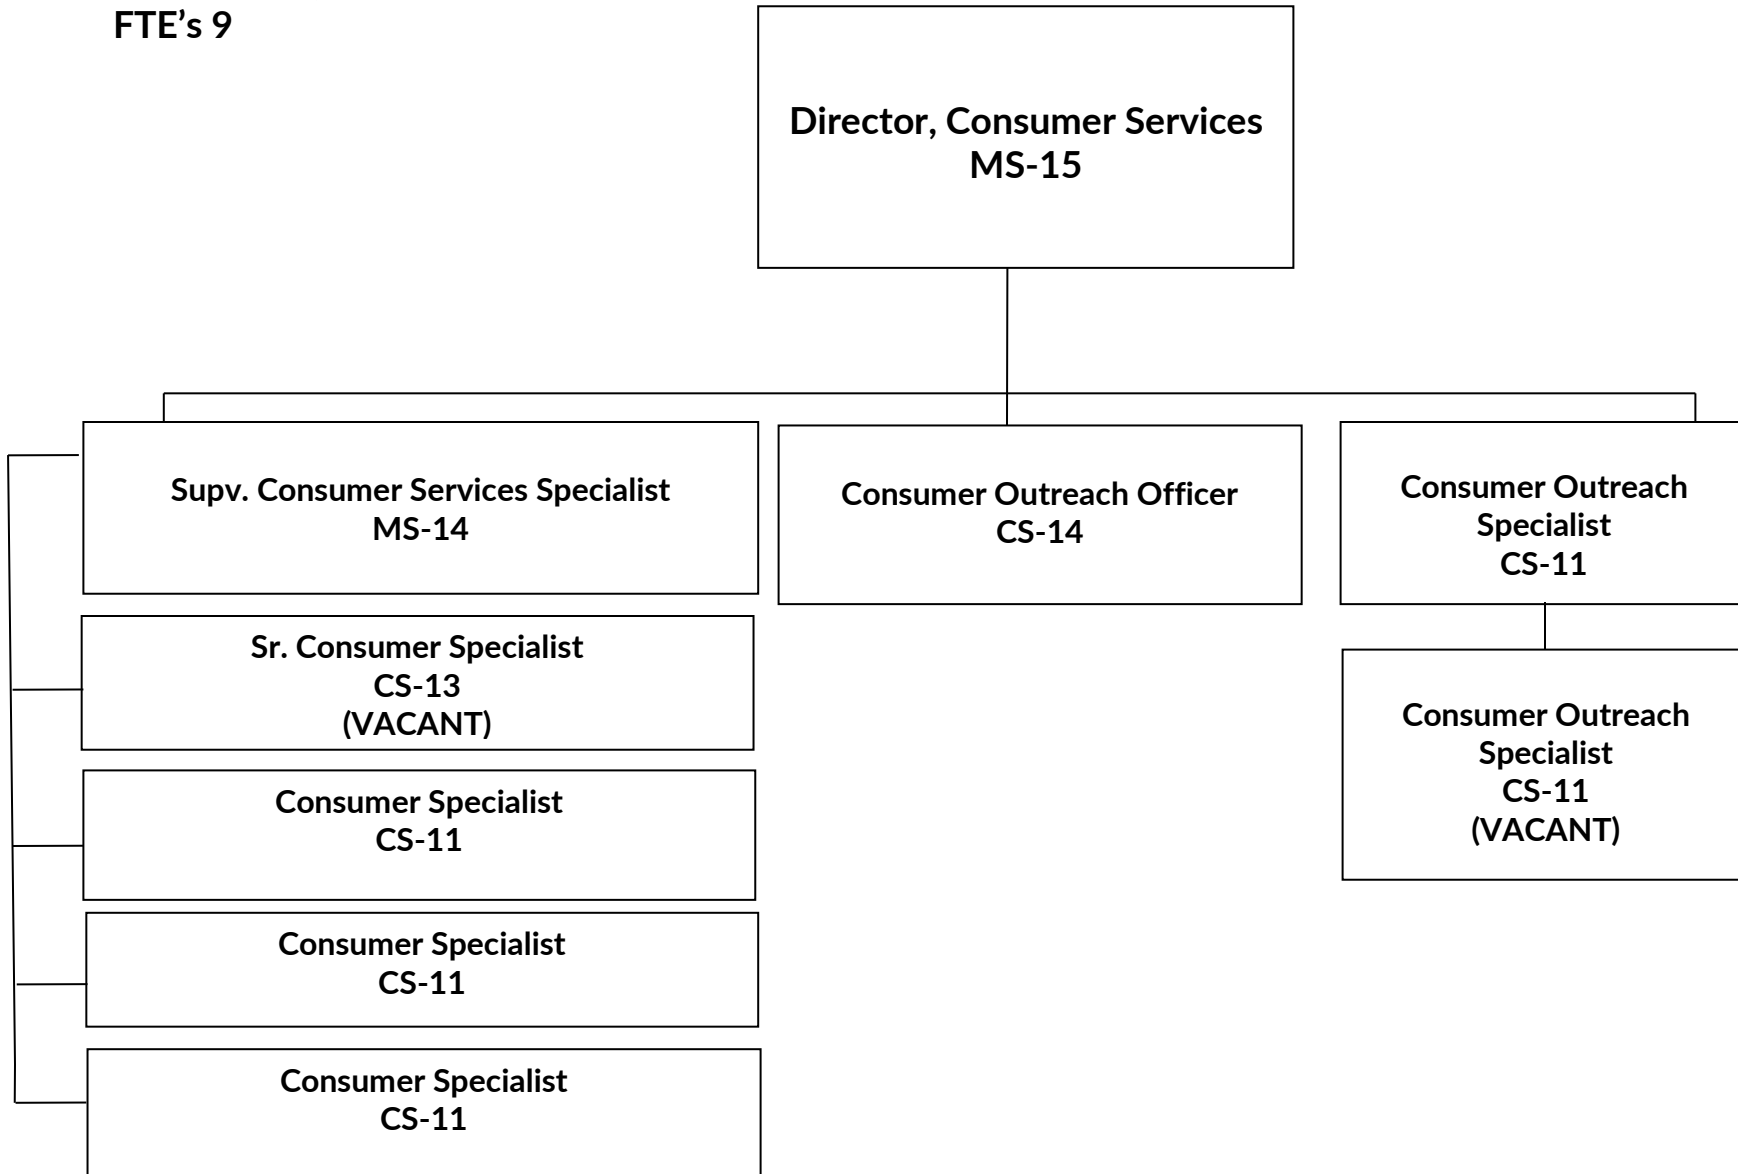 FTE’s 9
Director, Consumer Services
MS-15
Supv. Consumer Services Specialist
MS-14
Consumer Outreach Officer
CS-14
Consumer Outreach
Specialist
CS-11
Sr. Consumer Specialist
CS-13
(VACANT)
Consumer Outreach
Specialist
CS-11
(VACANT)
Consumer Specialist
CS-11
Consumer Specialist
CS-11
Consumer Specialist
CS-11